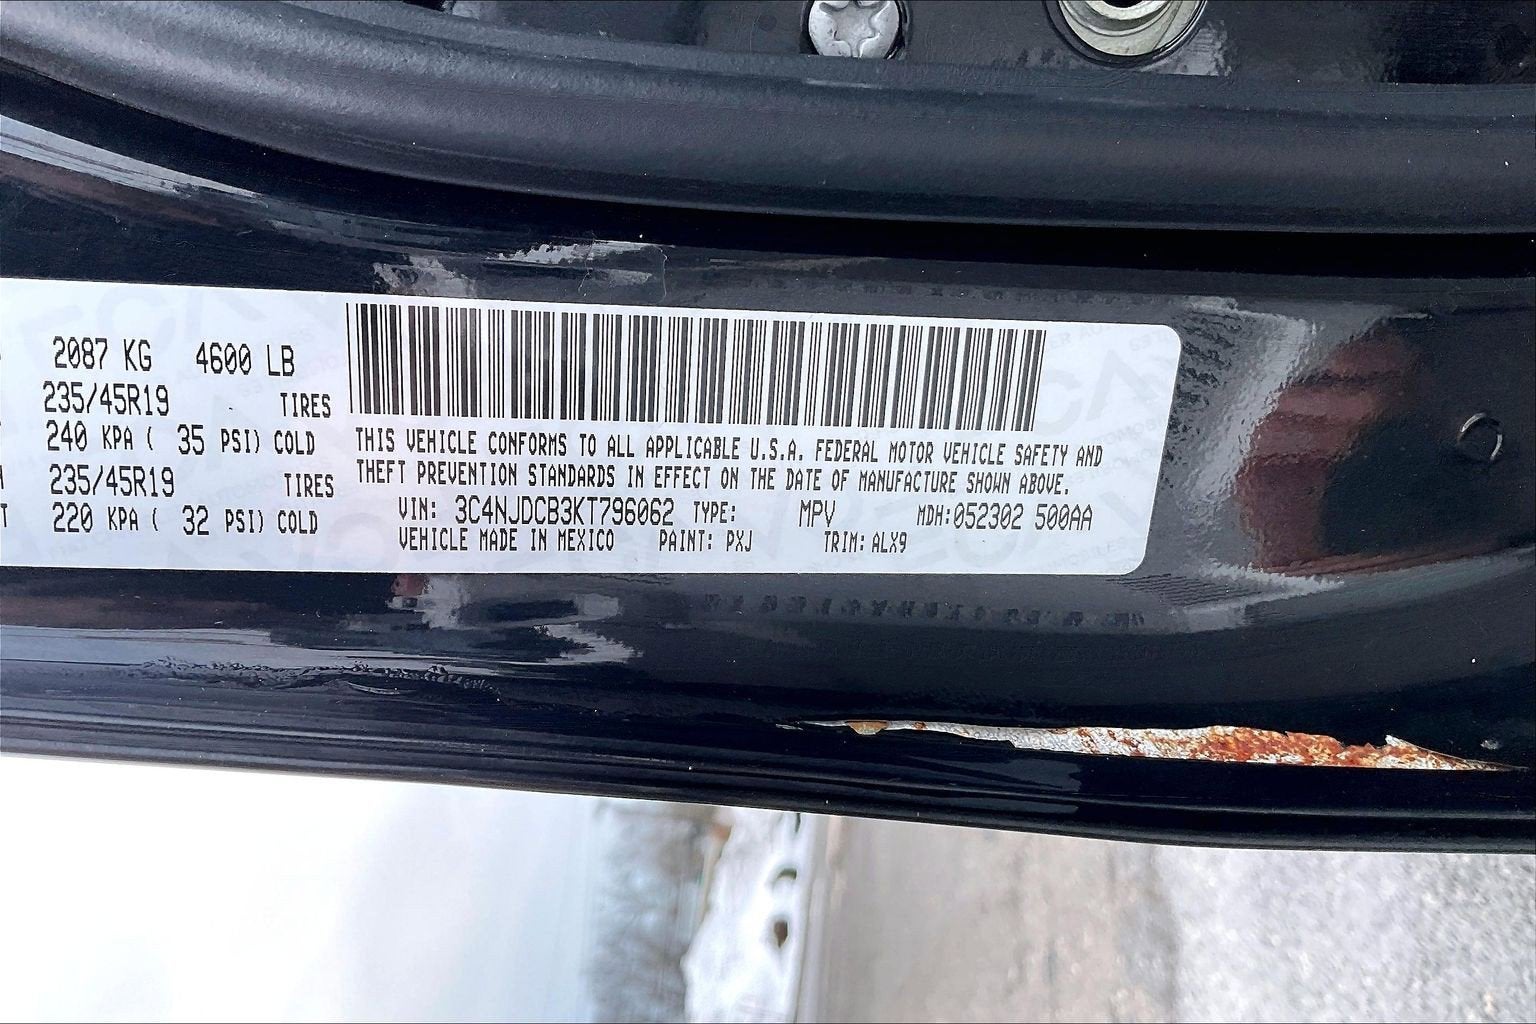 2087 KG 4600 LB
235/45R19 TIRES
240 KPA ( 35 PSI) COLD
235/45R19 TIRES
220 KPA ( 32 PSI) COLD
THIS VEHICLE CONFORMS TO ALL APPLICABLE U.S.A. FEDERAL MOTOR VEHICLE SAFETY AND
THEFT PREVENTION STANDARDS IN EFFECT ON THE DATE OF MANUFACTURE SHOWN ABOVE.
VIN: 3C4NJDCB3KT796062 TYPE: MPV MDH:052302 500AA
VEHICLE MADE IN MEXICO PAINT: PXJ TRIM: ALX9